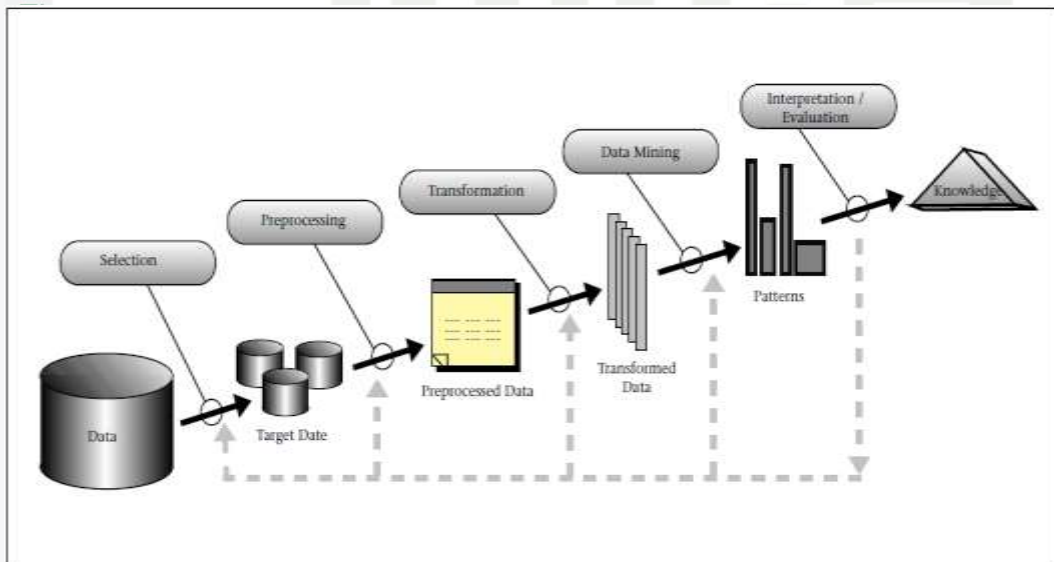 Interpretation /
Evaluation
Data Mining
Knowledge
Transformation
Preprocessing
Patterns
Selection
Transformed
Data
Preprocessed Data
Target Date
Data